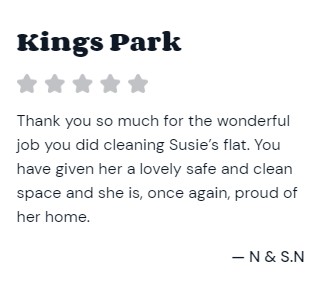 Kings Park
Thank you so much for the wonderful
job you did cleaning Susie’s flat. You
have given her a lovely safe and clean
space and she is, once again, proud of
her home.
— N & S.N